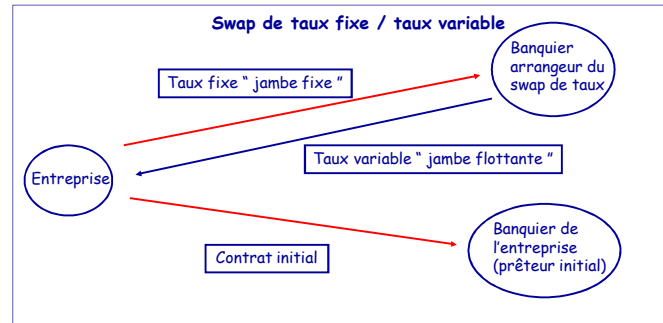 Swap de taux fixe / taux variable
Banquier
arrangeur du
swap de taux
Taux fixe “ jambe fixe ”
Taux variable “ jambe flottante ”
Entreprise
Banquier de
l’entreprise
(prêteur initial)
Contrat initial